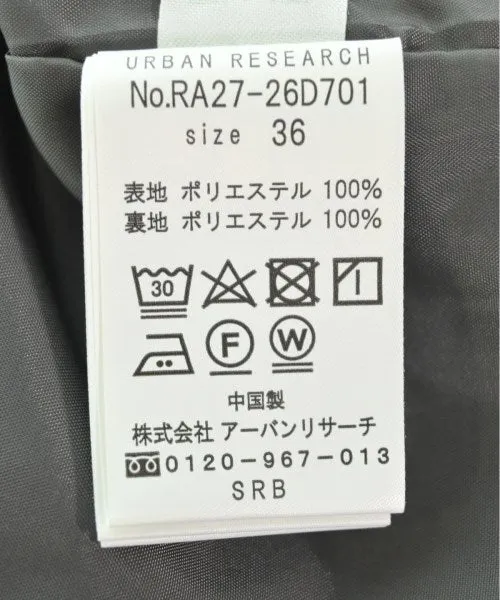 URBAN RESEARCH
No.RA27-26D701
size 36
表地 ポリエステル 100%
裏地 ポリエステル 100%
30
F W
中国製
株式会社 アーバンリサーチ
0120-967-013
SRB